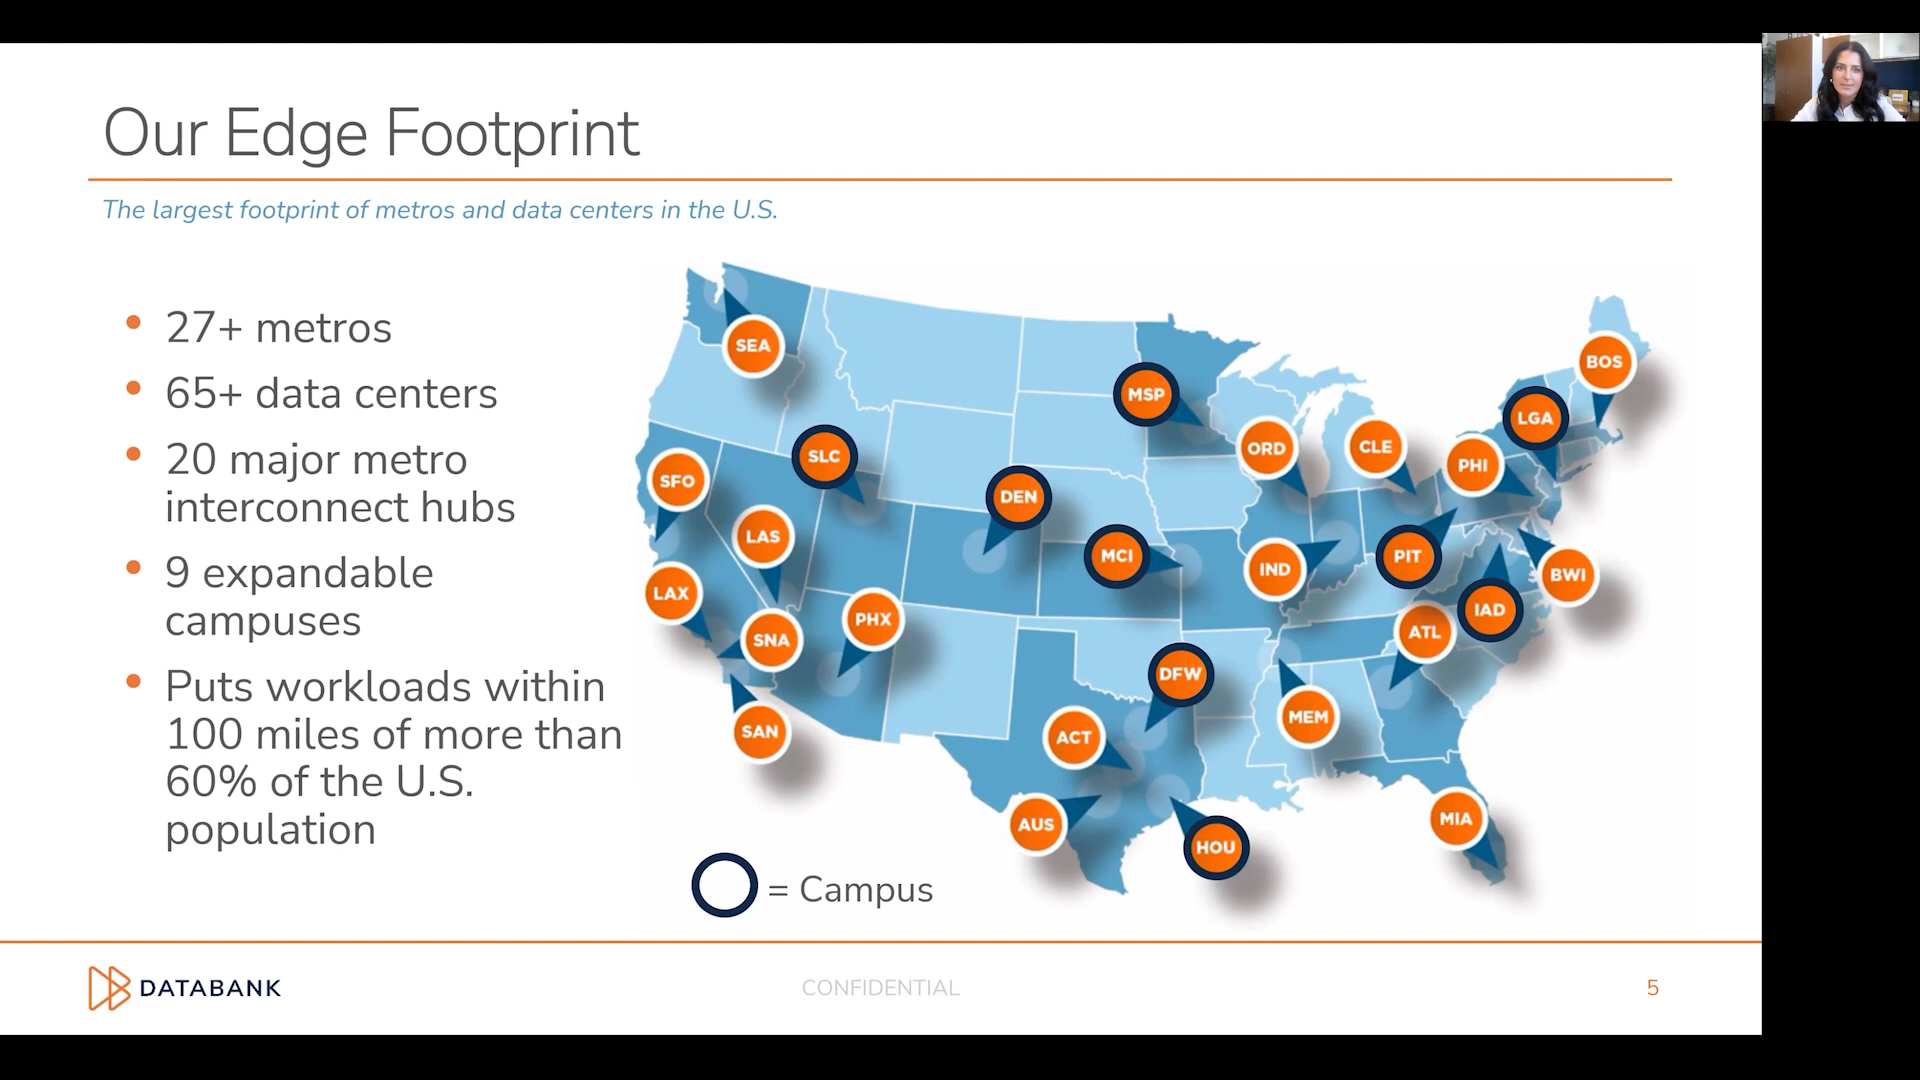 Our Edge Footprint
The largest footprint of metros and data centers in the U.S.
• 27+ metros
• 65+ data centers
• 20 major metro
interconnect hubs
• 9 expandable
campuses
• Puts workloads within
100 miles of more than
60% of the U.S.
population
SEA
BOS
MSP
LGA
ORD
CLE
SLC
PHI
SFO
DEN
LAS
MCI
PIT
IND
BWI
LAX
IAD
PHX
ATL
SNA
DFW
MEM
SAN
ACT
MIA
AUS
HOU
= Campus
DATABANK
CONFIDENTIAL
5